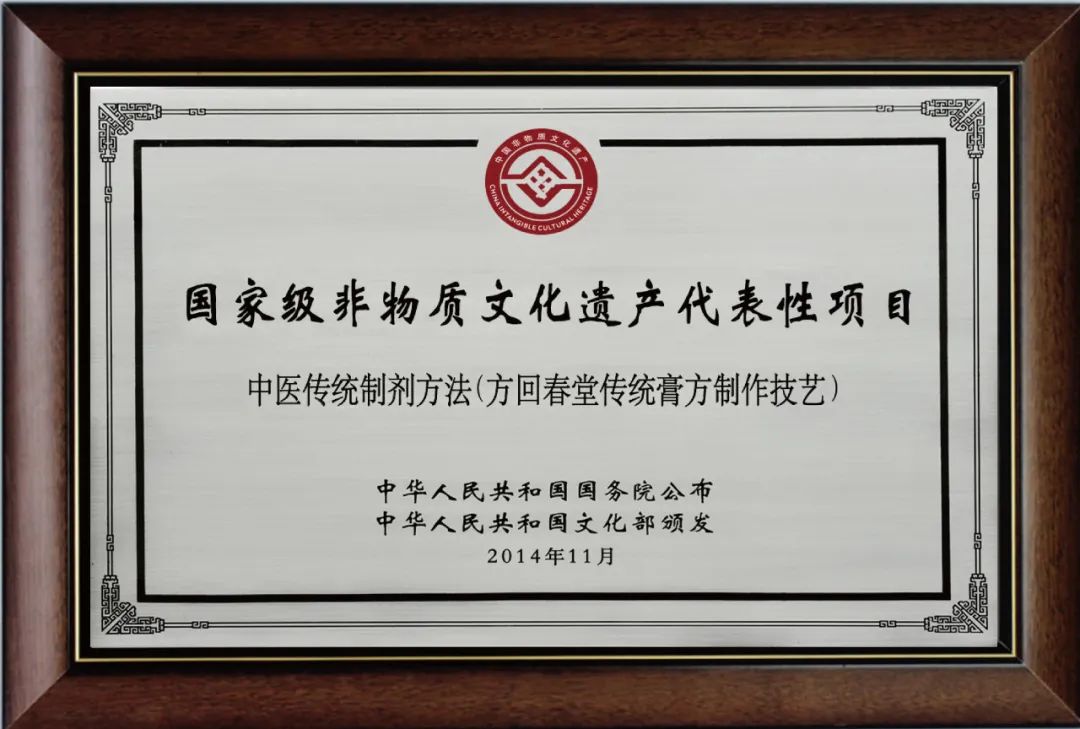 中国非物质文化遗产
CHINA INTANGIBLE CULTURAL HERITAGE
国家级非物质文化遗产代表性项目
中医传统制剂方法(方回春堂传统膏方制作技艺)
中华人民共和国国务院公布
中华人民共和国文化部颁发
2014年11月